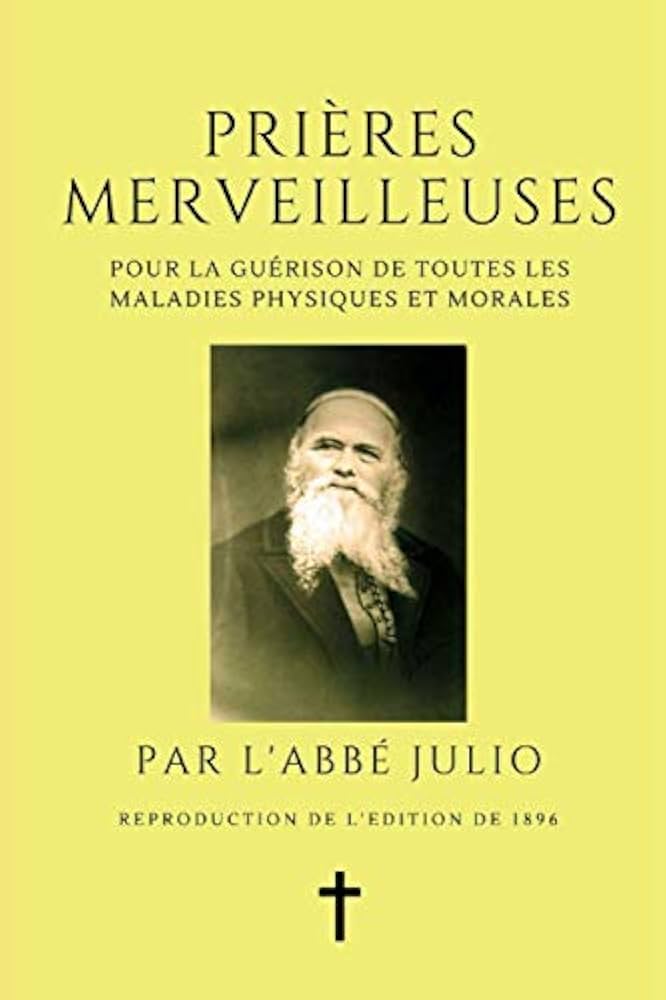 PRIÈRES
MERVEILLEUSES
POUR LA GUÉRISON DE TOUTES LES
MALADIES PHYSIQUES ET MORALES
PAR L'ABBÉ JULIO
REPRODUCTION DE L'EDITION DE 1896